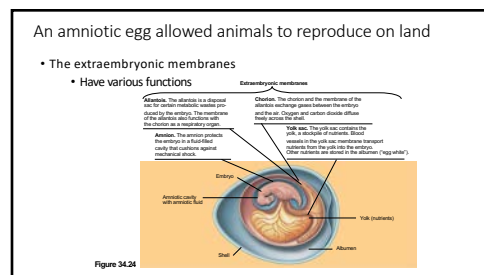 An amniotic egg allowed animals to reproduce on land
• The extraembryonic membranes
• Have various functions
Extraembryonic membranes
Allantois. The allantois is a disposal
sac for certain metabolic wastes pro-
duced by the embryo. The membrane
of the allantois also functions with
the chorion as a respiratory organ.
Amnion. The amnion protects
the embryo in a fluid-filled
cavity that cushions against
mechanical shock.
Chorion. The chorion and the membrane of the
allantois exchange gases between the embryo
and the air. Oxygen and carbon dioxide diffuse
freely across the shell.
Yolk sac. The yolk sac contains the
yolk, a stockpile of nutrients. Blood
vessels in the yolk sac membrane transport
nutrients from the yolk into the embryo.
Other nutrients are stored in the albumen ("egg white").
Embryo
Amniotic cavity
with amniotic fluid
Yolk (nutrients)
Albumen
Shell
Figure 34.24